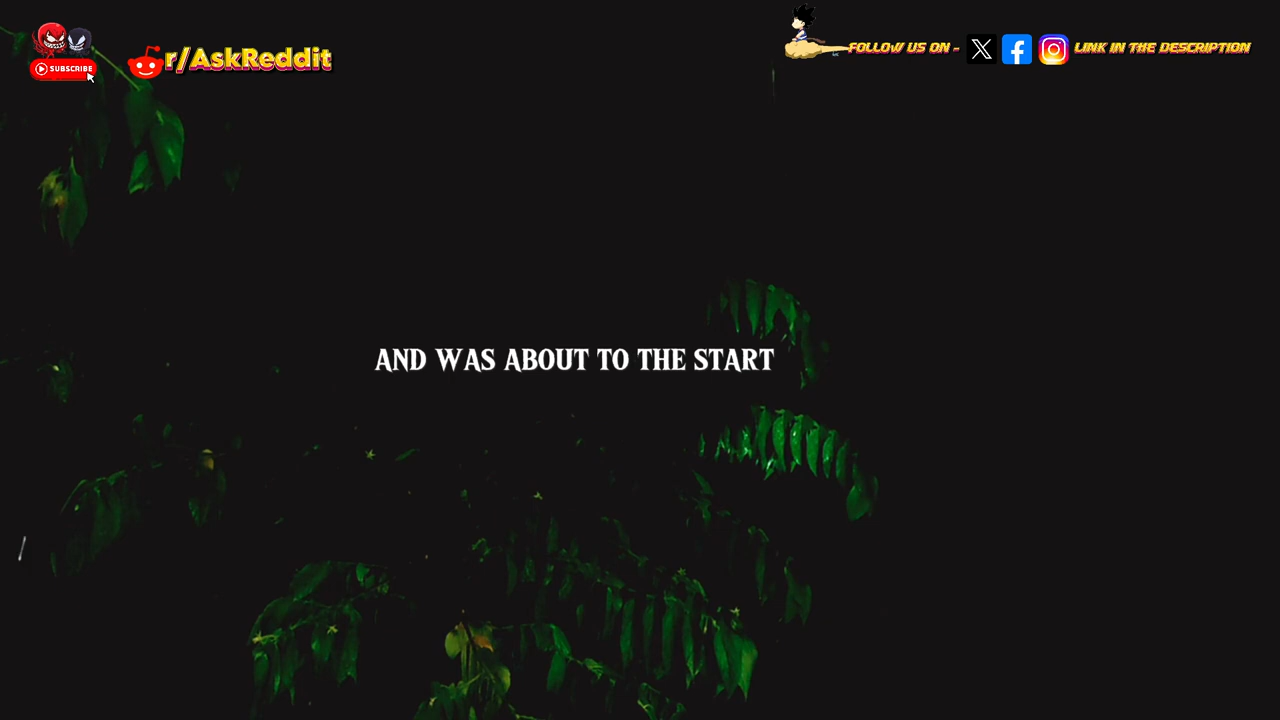 SUBSCRIBE
r/AskReddit
FOLLOW US ON -
LINK IN THE DESCRIPTION
AND WAS ABOUT TO THE START